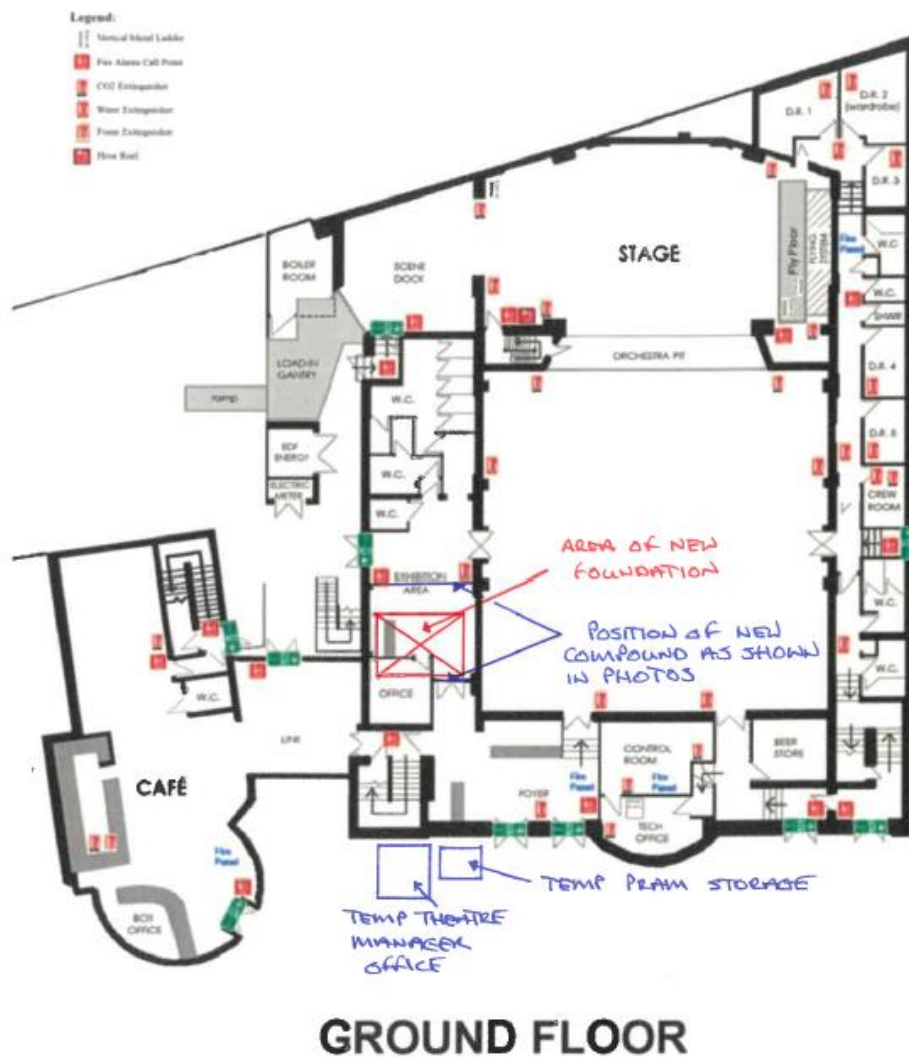 Legend:
Vertical Metal Ladder
Fire Alarm Call Point
CO2 Extinguisher
Water Extinguisher
Foam Extinguisher
Hose Reel
D.R. 1
D.R. 2
(wardrobe)
D.R. 3
BOILER
ROOM
SCENE
DOCK
STAGE
Fly Floor
FLYING
SYSTEM
Fire
Panel
W.C
W.C.
SHWR
LOAD-IN
GANTRY
ramp
ORCHESTRA PIT
W.C.
D.R. 4
EDF
ENERGY
W.C.
D.R. 5
ELECTRIC
METER
CREW
ROOM
W.C.
AREA OF NEW
FOUNDATION
EXHIBITION
AREA
W.C.
POSITION OF NEW
COMPOUND AS SHOWN
IN PHOTOS
W.C.
W.C.
OFFICE
LINK
CONTROL
ROOM
BEER
STORE
CAFÉ
Fire
Panel
Fire
Panel
FOYER
TECH
OFFICE
Fire
Panel
TEMP PRAM STORAGE
BOX
OFFICE
TEMP THEATRE
MANAGER
OFFICE
GROUND FLOOR